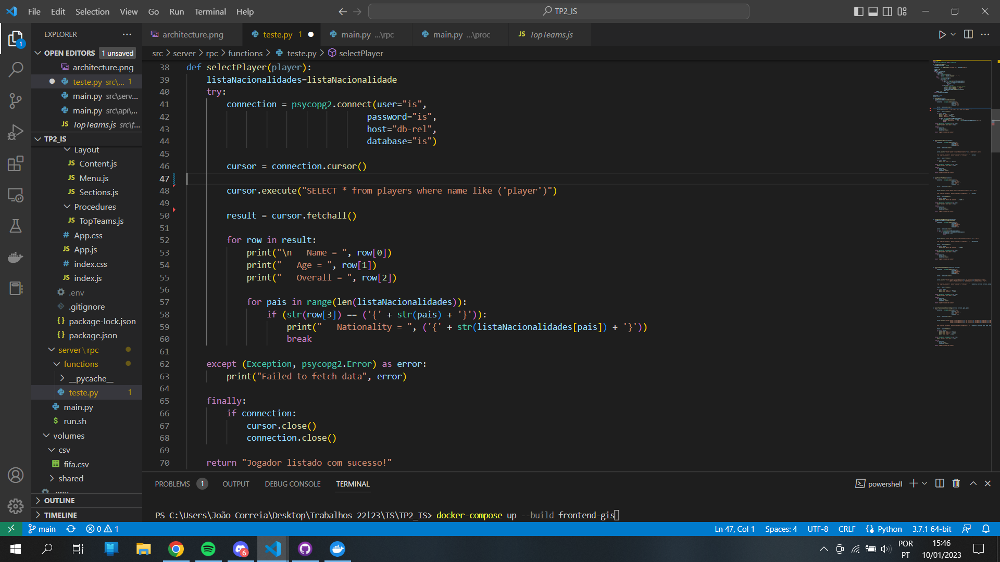 File Edit Selection View Go Run Terminal Help
TP2_IS
EXPLORER
OPEN EDITORS 1 unsaved
architecture.png
teste.py src\... 1
main.py src\serv...
main.py src\api\...
TopTeams.js src\f...
TP2_IS
Layout
Content.js
Menu.js
Sections.js
Procedures
TopTeams.js
App.css
App.js
index.css
index.js
.env
.gitignore
package-lock.json
package.json
server\rpc
functions
__pycache__
teste.py 1
main.py
run.sh
volumes
csv
fifa.csv
shared
.env
OUTLINE
TIMELINE
architecture.png teste.py 1 main.py ...\rpc main.py ...\proc TopTeams.js
src > server > rpc > functions > teste.py > selectPlayer
38 def selectPlayer(player):
39 listaNacionalidades=listaNacionalidade
40 try:
41 connection = psycopg2.connect(user="is",
42 password="is",
43 host="db-rel",
44 database="is")
45
46 cursor = connection.cursor()
47
48 cursor.execute("SELECT * from players where name like ('player')")
49
50 result = cursor.fetchall()
51
52 for row in result:
53 print("\n   Name = ", row[0])
54 print("   Age = ", row[1])
55 print("   Overall = ", row[2])
56
57 for pais in range(len(listaNacionalidades)):
58 if (str(row[3]) == ('{' + str(pais) + '}')):
59 print("   Nationality = ", ('{' + str(listaNacionalidades[pais]) + '}'))
60 break
61
62 except (Exception, psycopg2.Error) as error:
63 print("Failed to fetch data", error)
64
65 finally:
66 if connection:
67 cursor.close()
68 connection.close()
69
70 return "Jogador listado com sucesso!"
PROBLEMS 1 OUTPUT DEBUG CONSOLE TERMINAL
powershell
PS C:\Users\João Correia\Desktop\Trabalhos 22!23\IS\TP2_IS> docker-compose up --build frontend-gis
main 0 1
Ln 47, Col 1 Spaces: 4 UTF-8 CRLF Python 3.7.1 64-bit
6
POR
PT
15:46
10/01/2023